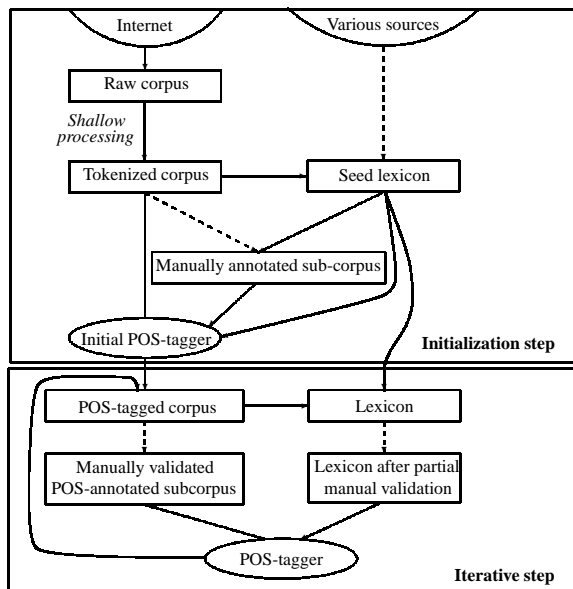 Internet
Various sources
Raw corpus
Shallow
processing
Tokenized corpus
Seed lexicon
Manually annotated sub-corpus
Initial POS-tagger
Initialization step
POS-tagged corpus
Lexicon
Manually validated
POS-annotated subcorpus
Lexicon after partial
manual validation
POS-tagger
Iterative step